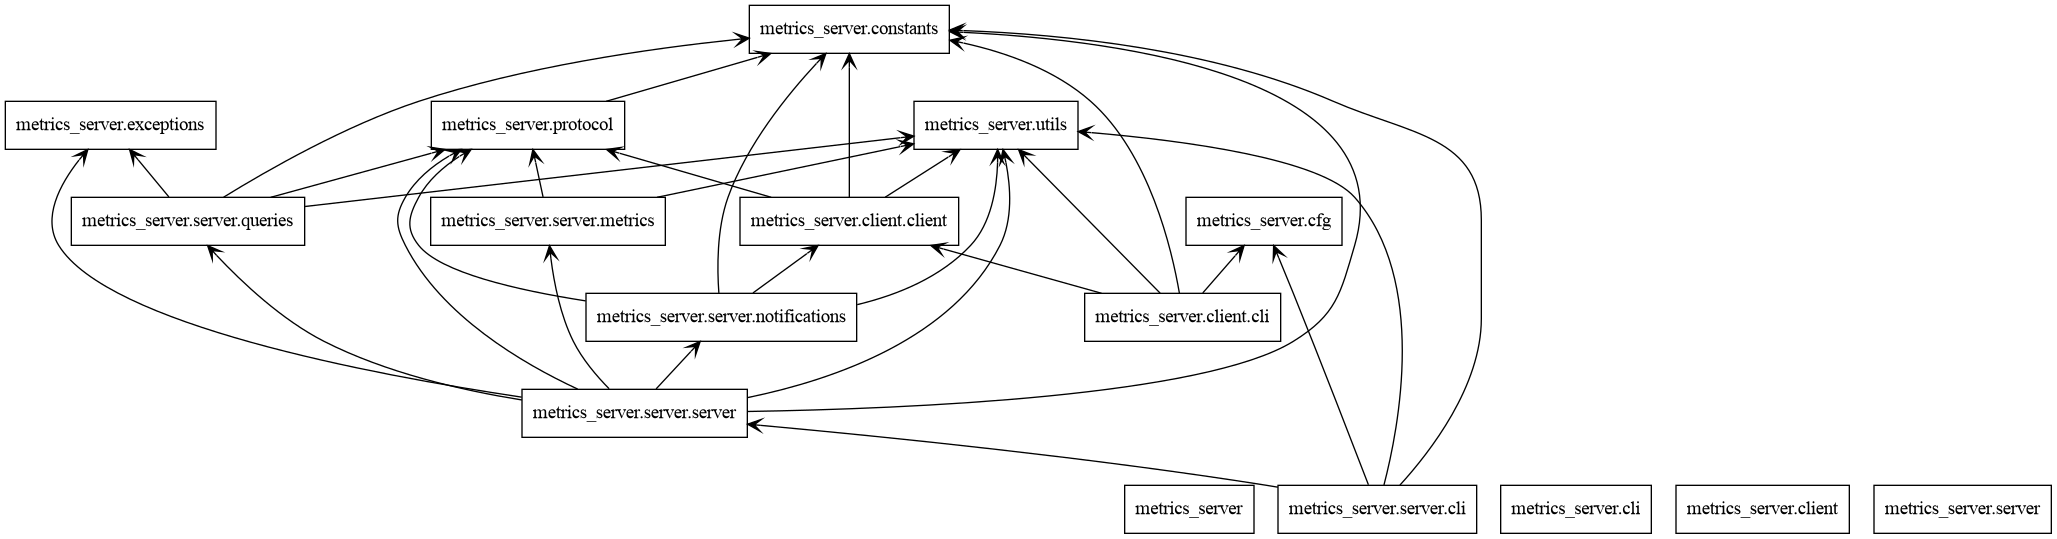 metrics_server.constants
metrics_server.exceptions
metrics_server.protocol
metrics_server.utils
metrics_server.server.queries
metrics_server.server.metrics
metrics_server.client.client
metrics_server.cfg
metrics_server.server.notifications
metrics_server.client.cli
metrics_server.server.server
metrics_server
metrics_server.server.cli
metrics_server.cli
metrics_server.client
metrics_server.server